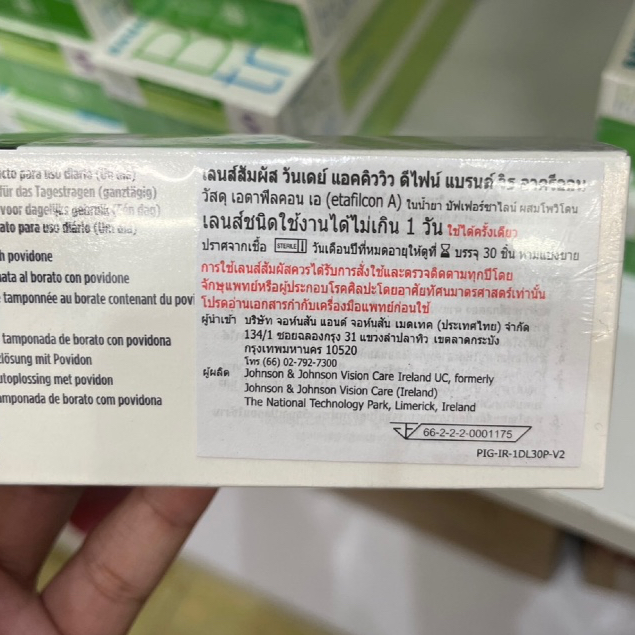 para uso diaria
für das Tagestragen (ganztägig)
voor dagelijks gebruik
ato para uso diário
h povidone
nata al borato con povidone
tamponnée au borate contenant du povi
tamponada de borato con povidona
lösung mit Povidon
utoplossing met povidon
amponada de borato com povidona
เลนส์สัมผัส วันเดย์ แอคคิววิว ดีไฟน์ แบรนด์ วิธ ลาครีออน
วัสดุ เอตาฟีลคอน เอ (etafilcon A) ในน้ำยา บัฟเฟอร์ซาไลน์ ผสมโพวิโดน
เลนส์ชนิดใช้งานได้ไม่เกิน 1 วัน ใช้ได้ครั้งเดียว
ปราศจากเชื้อ STERILE วันเดือนปีที่หมดอายุให้ดูที่ บรรจุ 30 ชิ้น ห้ามแบ่งขาย
การใช้เลนส์สัมผัสควรได้รับการสั่งใช้และตรวจติดตามทุกปีโดย
จักษุแพทย์หรือผู้ประกอบโรคศิลปะโดยอาศัยทัศนมาตรศาสตร์เท่านั้น
โปรดอ่านเอกสารกำกับเครื่องมือแพทย์ก่อนใช้
ผู้นำเข้า บริษัท จอห์นสัน แอนด์ จอห์นสัน เมดเทค (ประเทศไทย) จำกัด
134/1 ซอยฉลองกรุง 31 แขวงลำปลาทิว เขตลาดกระบัง
กรุงเทพมหานคร 10520
โทร (66) 02-792-7300
ผู้ผลิต Johnson & Johnson Vision Care Ireland UC, formerly
Johnson & Johnson Vision Care (Ireland)
The National Technology Park, Limerick, Ireland
66-2-2-2-0001175
PIG-IR-1DL30P-V2